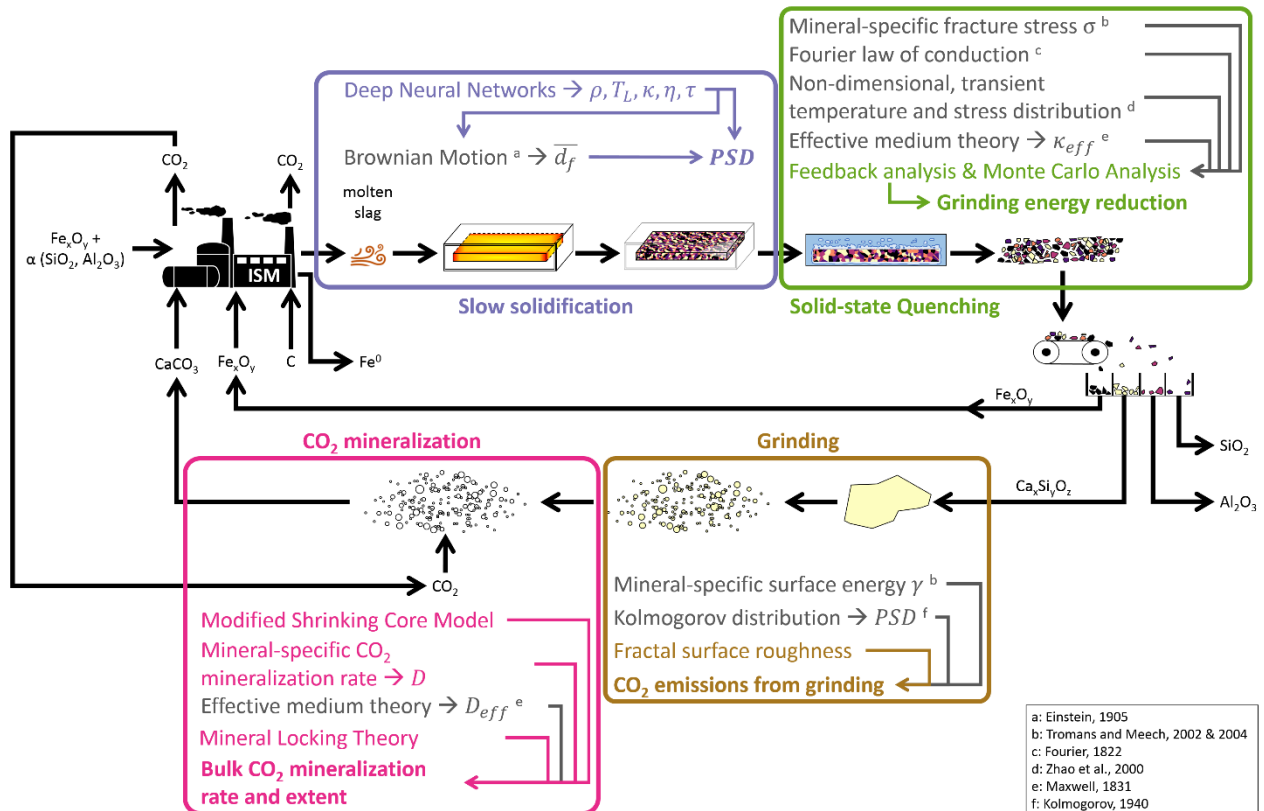 Mineral-specific fracture stress σ ᵇ
Fourier law of conduction ᶜ
Non-dimensional, transient
temperature and stress distribution ᵈ
Effective medium theory → κ_eff ᵉ
Feedback analysis & Monte Carlo Analysis
Grinding energy reduction
Solid-state Quenching
Deep Neural Networks → ρ, T_L, κ, η, τ
Brownian Motion ᵃ → d̅_f
PSD
molten
slag
Slow solidification
CO₂
CO₂
FeₓOᵧ +
α (SiO₂, Al₂O₃)
ISM
CaCO₃
FeₓOᵧ
C
Fe⁰
FeₓOᵧ
SiO₂
Al₂O₃
CaₓSiᵧO_z
CO₂ mineralization
CO₂
Modified Shrinking Core Model
Mineral-specific CO₂
mineralization rate → D
Effective medium theory → D_eff ᵉ
Mineral Locking Theory
Bulk CO₂ mineralization
rate and extent
Grinding
Mineral-specific surface energy γ ᵇ
Kolmogorov distribution → PSD ᶠ
Fractal surface roughness
CO₂ emissions from grinding
a: Einstein, 1905
b: Tromans and Meech, 2002 & 2004
c: Fourier, 1822
d: Zhao et al., 2000
e: Maxwell, 1831
f: Kolmogorov, 1940